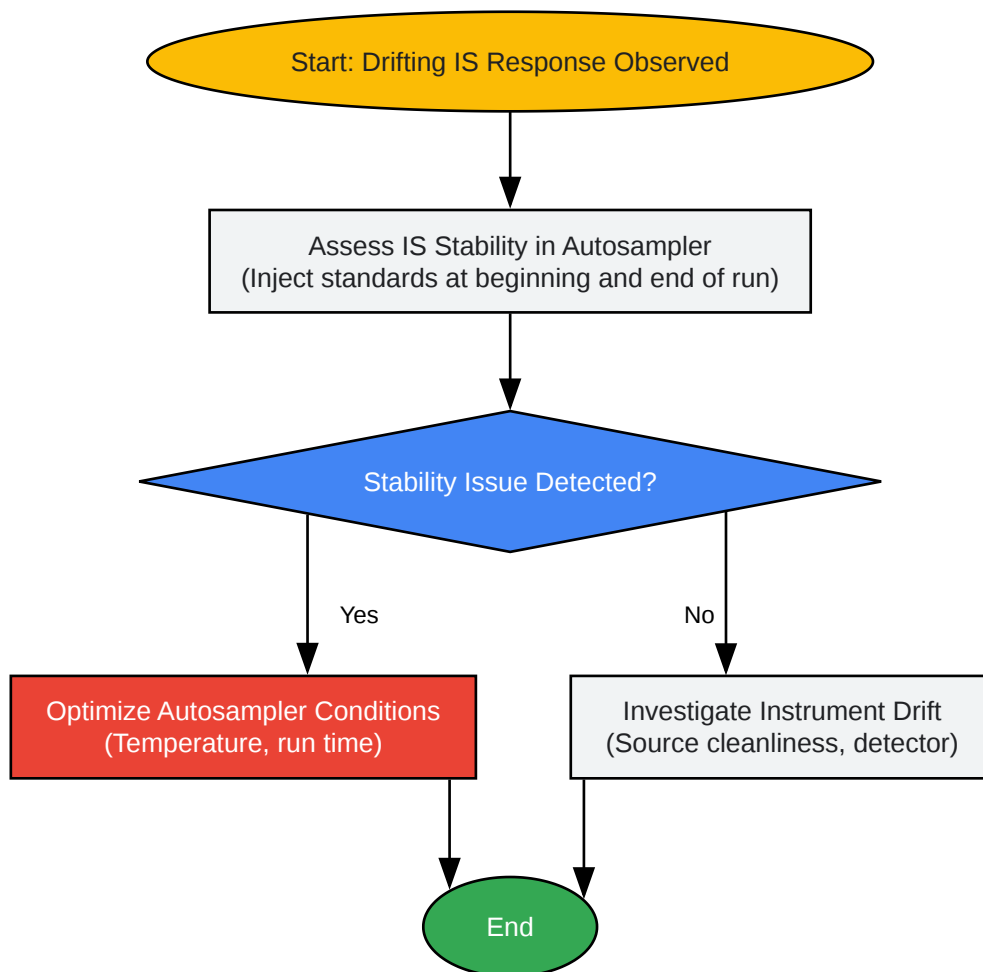 Start: Drifting IS Response Observed
Assess IS Stability in Autosampler
(Inject standards at beginning and end of run)
Stability Issue Detected?
Yes
No
Optimize Autosampler Conditions
(Temperature, run time)
Investigate Instrument Drift
(Source cleanliness, detector)
End